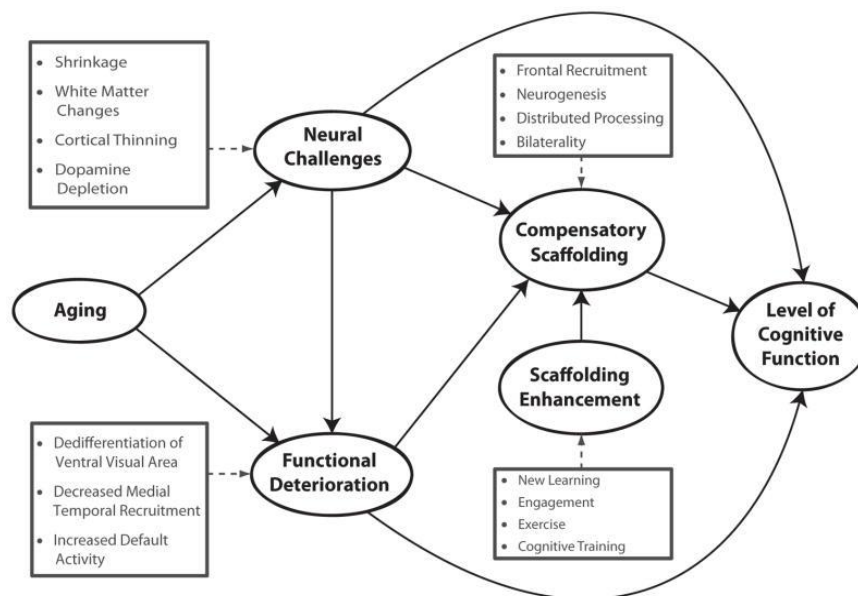 • Shrinkage
• White Matter
Changes
• Cortical Thinning
• Dopamine
Depletion
Neural
Challenges
• Frontal Recruitment
• Neurogenesis
• Distributed Processing
• Bilaterality
Compensatory
Scaffolding
Aging
Level of
Cognitive
Function
Scaffolding
Enhancement
• Dedifferentiation of
Ventral Visual Area
• Decreased Medial
Temporal Recruitment
• Increased Default
Activity
Functional
Deterioration
• New Learning
• Engagement
• Exercise
• Cognitive Training